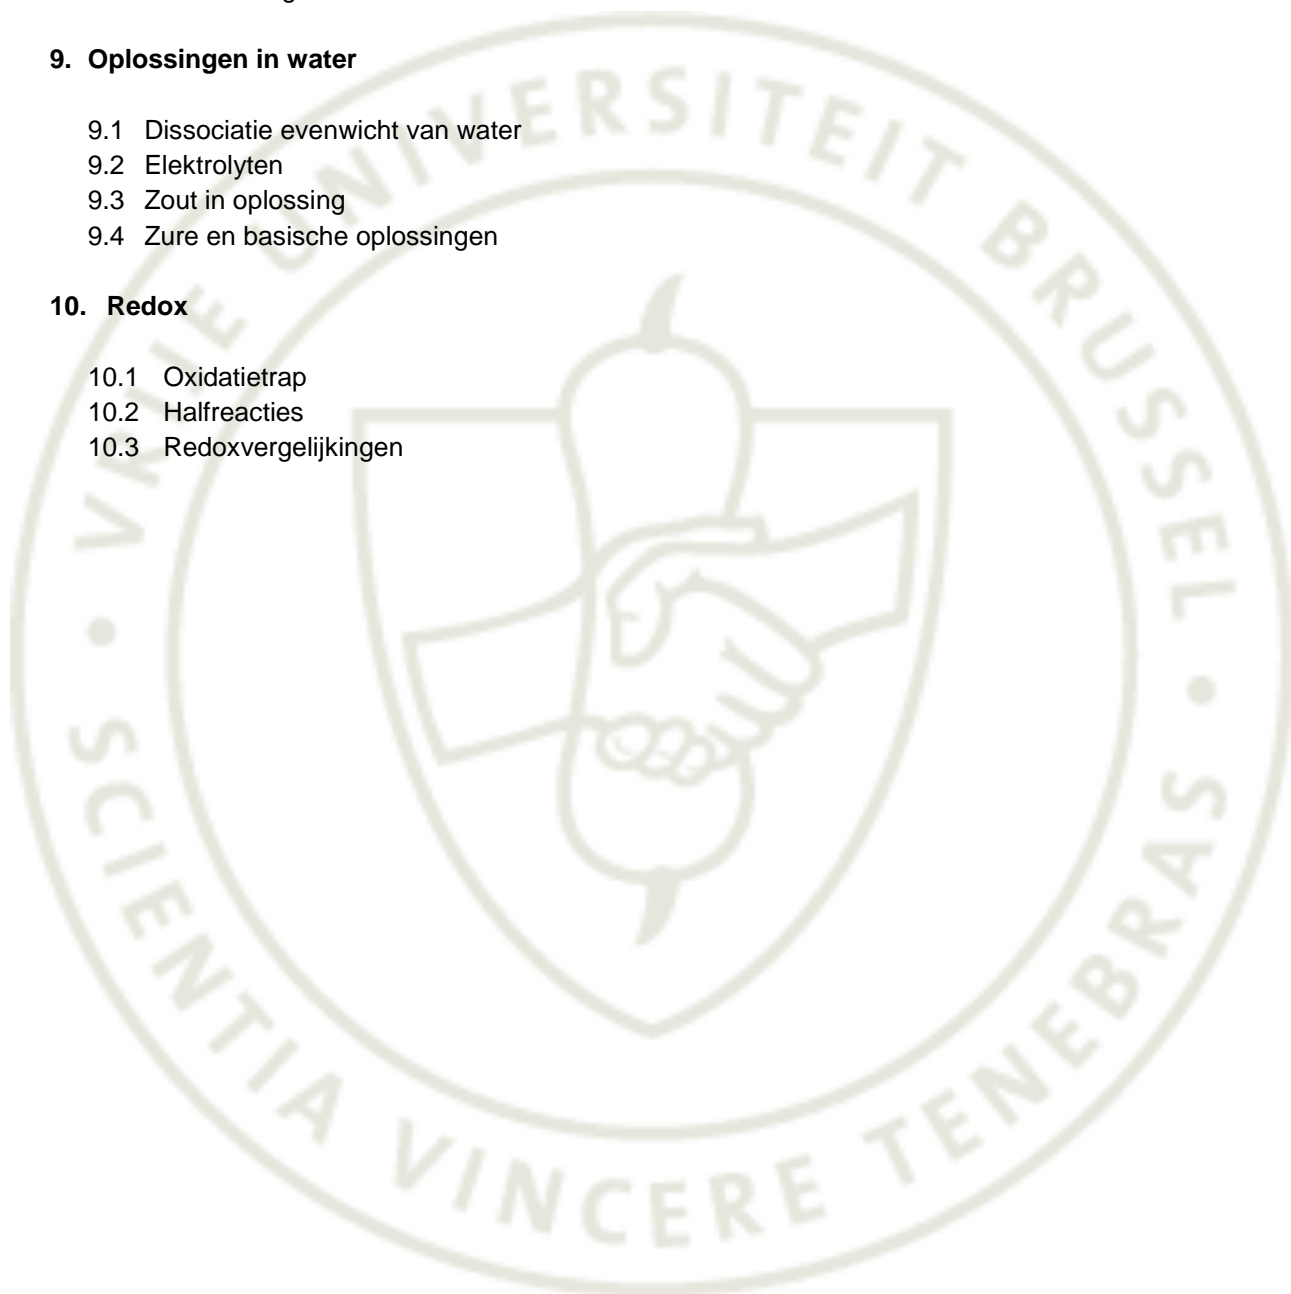 9. Oplossingen in water
9.1 Dissociatie evenwicht van water
9.2 Elektrolyten
9.3 Zout in oplossing
9.4 Zure en basische oplossingen
10. Redox
10.1 Oxidatietrap
10.2 Halfreacties
10.3 Redoxvergelijkingen
VRIJE UNIVERSITEIT BRUSSEL • SCIENTIA VINCERE TENEBRAS •